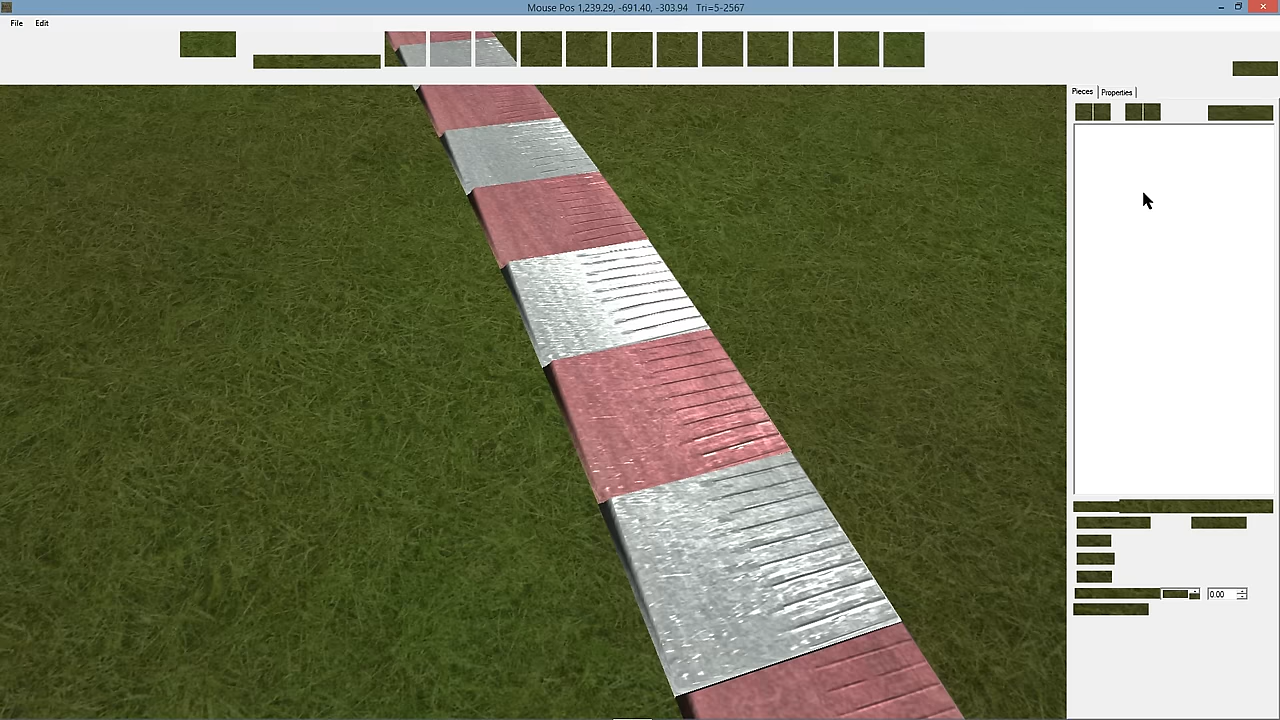 Mouse Pos 1,239.29, -691.40, -303.94 Tri=5-2567
File Edit
Pieces Properties
0.00